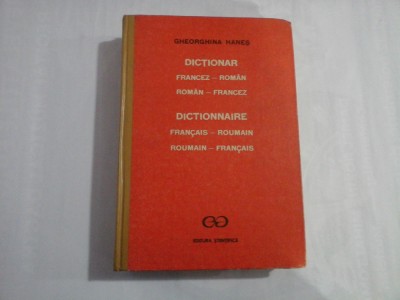 GHEORGHINA HANEȘ
DICȚIONAR
FRANCEZ – ROMÂN
ROMÂN – FRANCEZ
DICTIONNAIRE
FRANÇAIS – ROUMAIN
ROUMAIN – FRANÇAIS
EDITURA ȘTIINȚIFICĂ